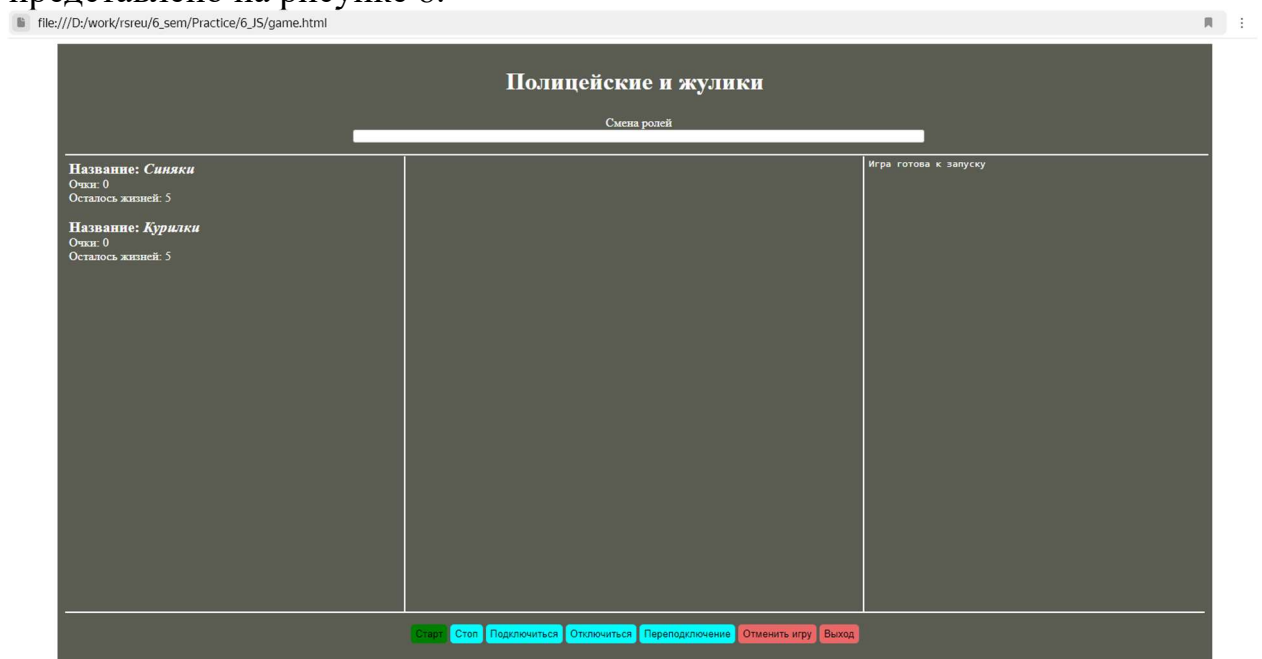 представлено на рисунке 8.
file:///D:/work/rsreu/6_sem/Practice/6_JS/game.html
Полицейские и жулики
Смена ролей
Название: Синяки
Очки: 0
Осталось жизней: 5
Название: Курилки
Очки: 0
Осталось жизней: 5
Игра готова к запуску
Старт Стоп Подключиться Отключиться Переподключение Отменить игру Выход